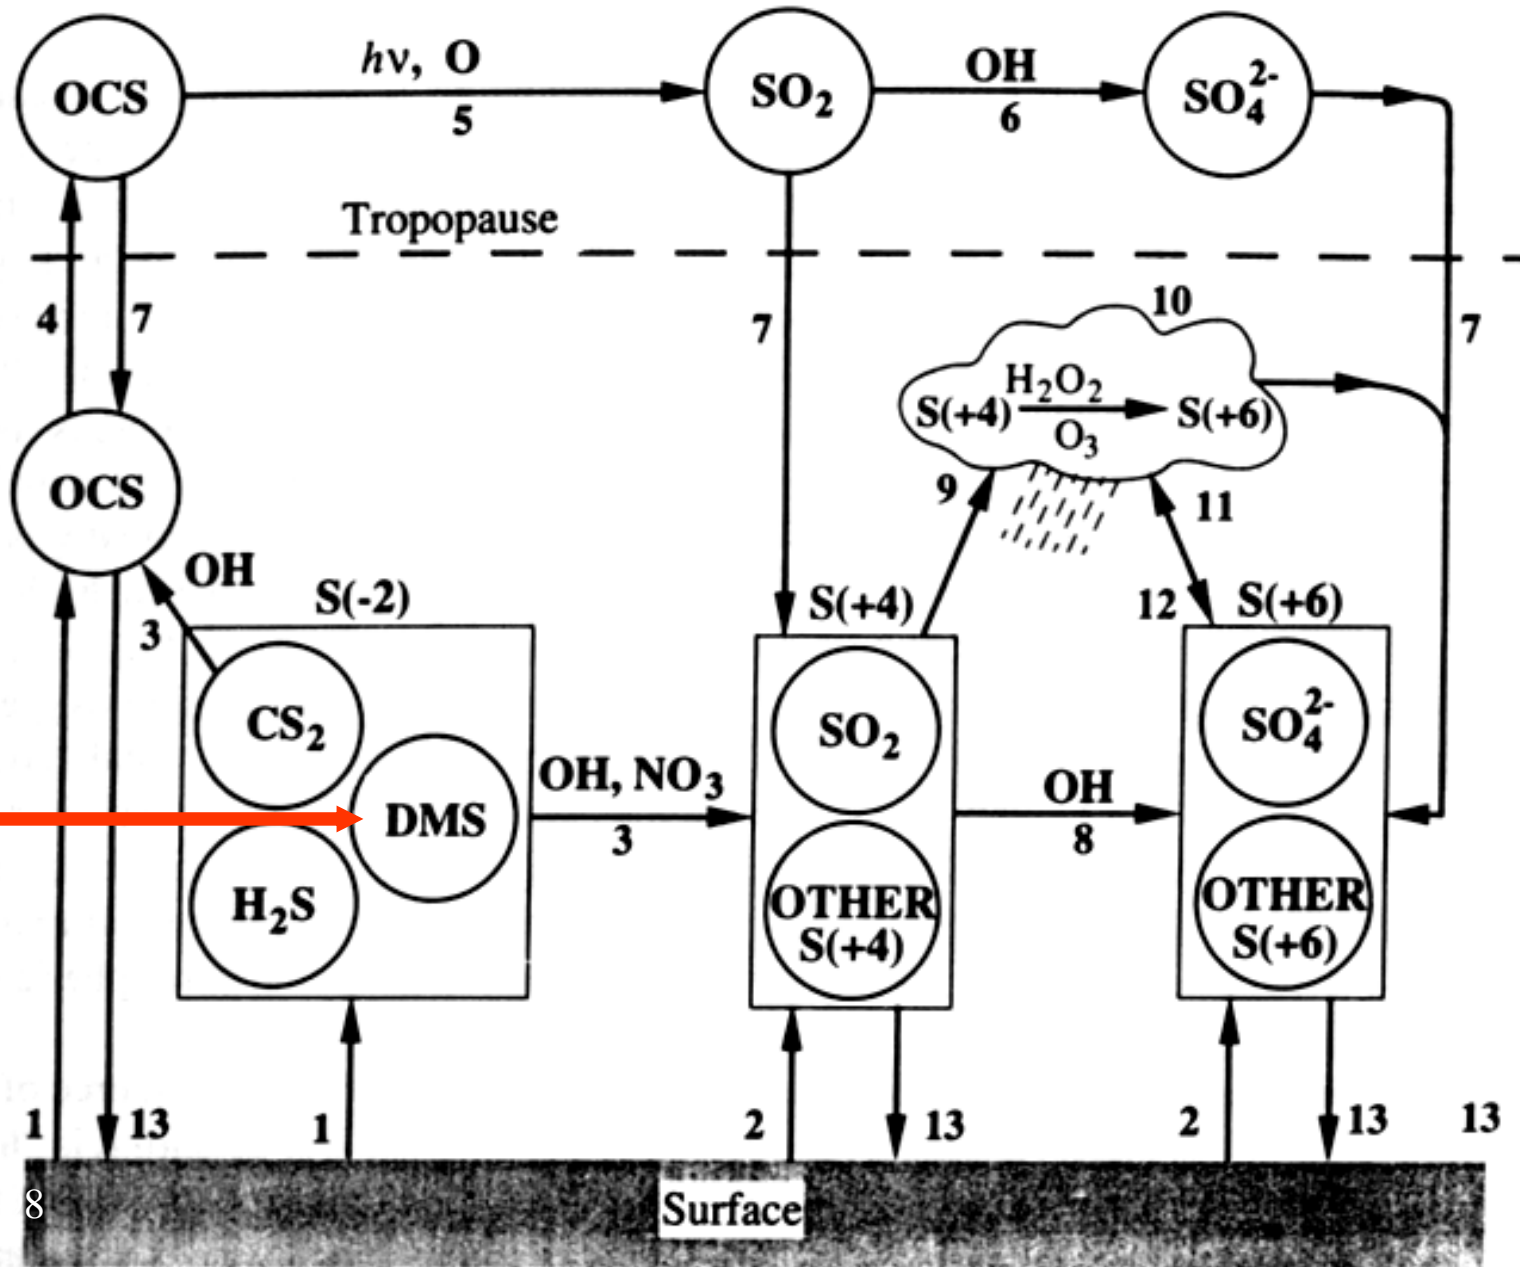 OCS
hν, O
5
SO₂
OH
6
SO₄²⁻
Tropopause
4
7
7
7
10
S(+4)
H₂O₂
O₃
S(+6)
9
11
12
OCS
OH
3
S(-2)
CS₂
DMS
H₂S
OH, NO₃
3
S(+4)
SO₂
OTHER
S(+4)
OH
8
S(+6)
SO₄²⁻
OTHER
S(+6)
1
13
1
2
13
2
13
13
8
Surface